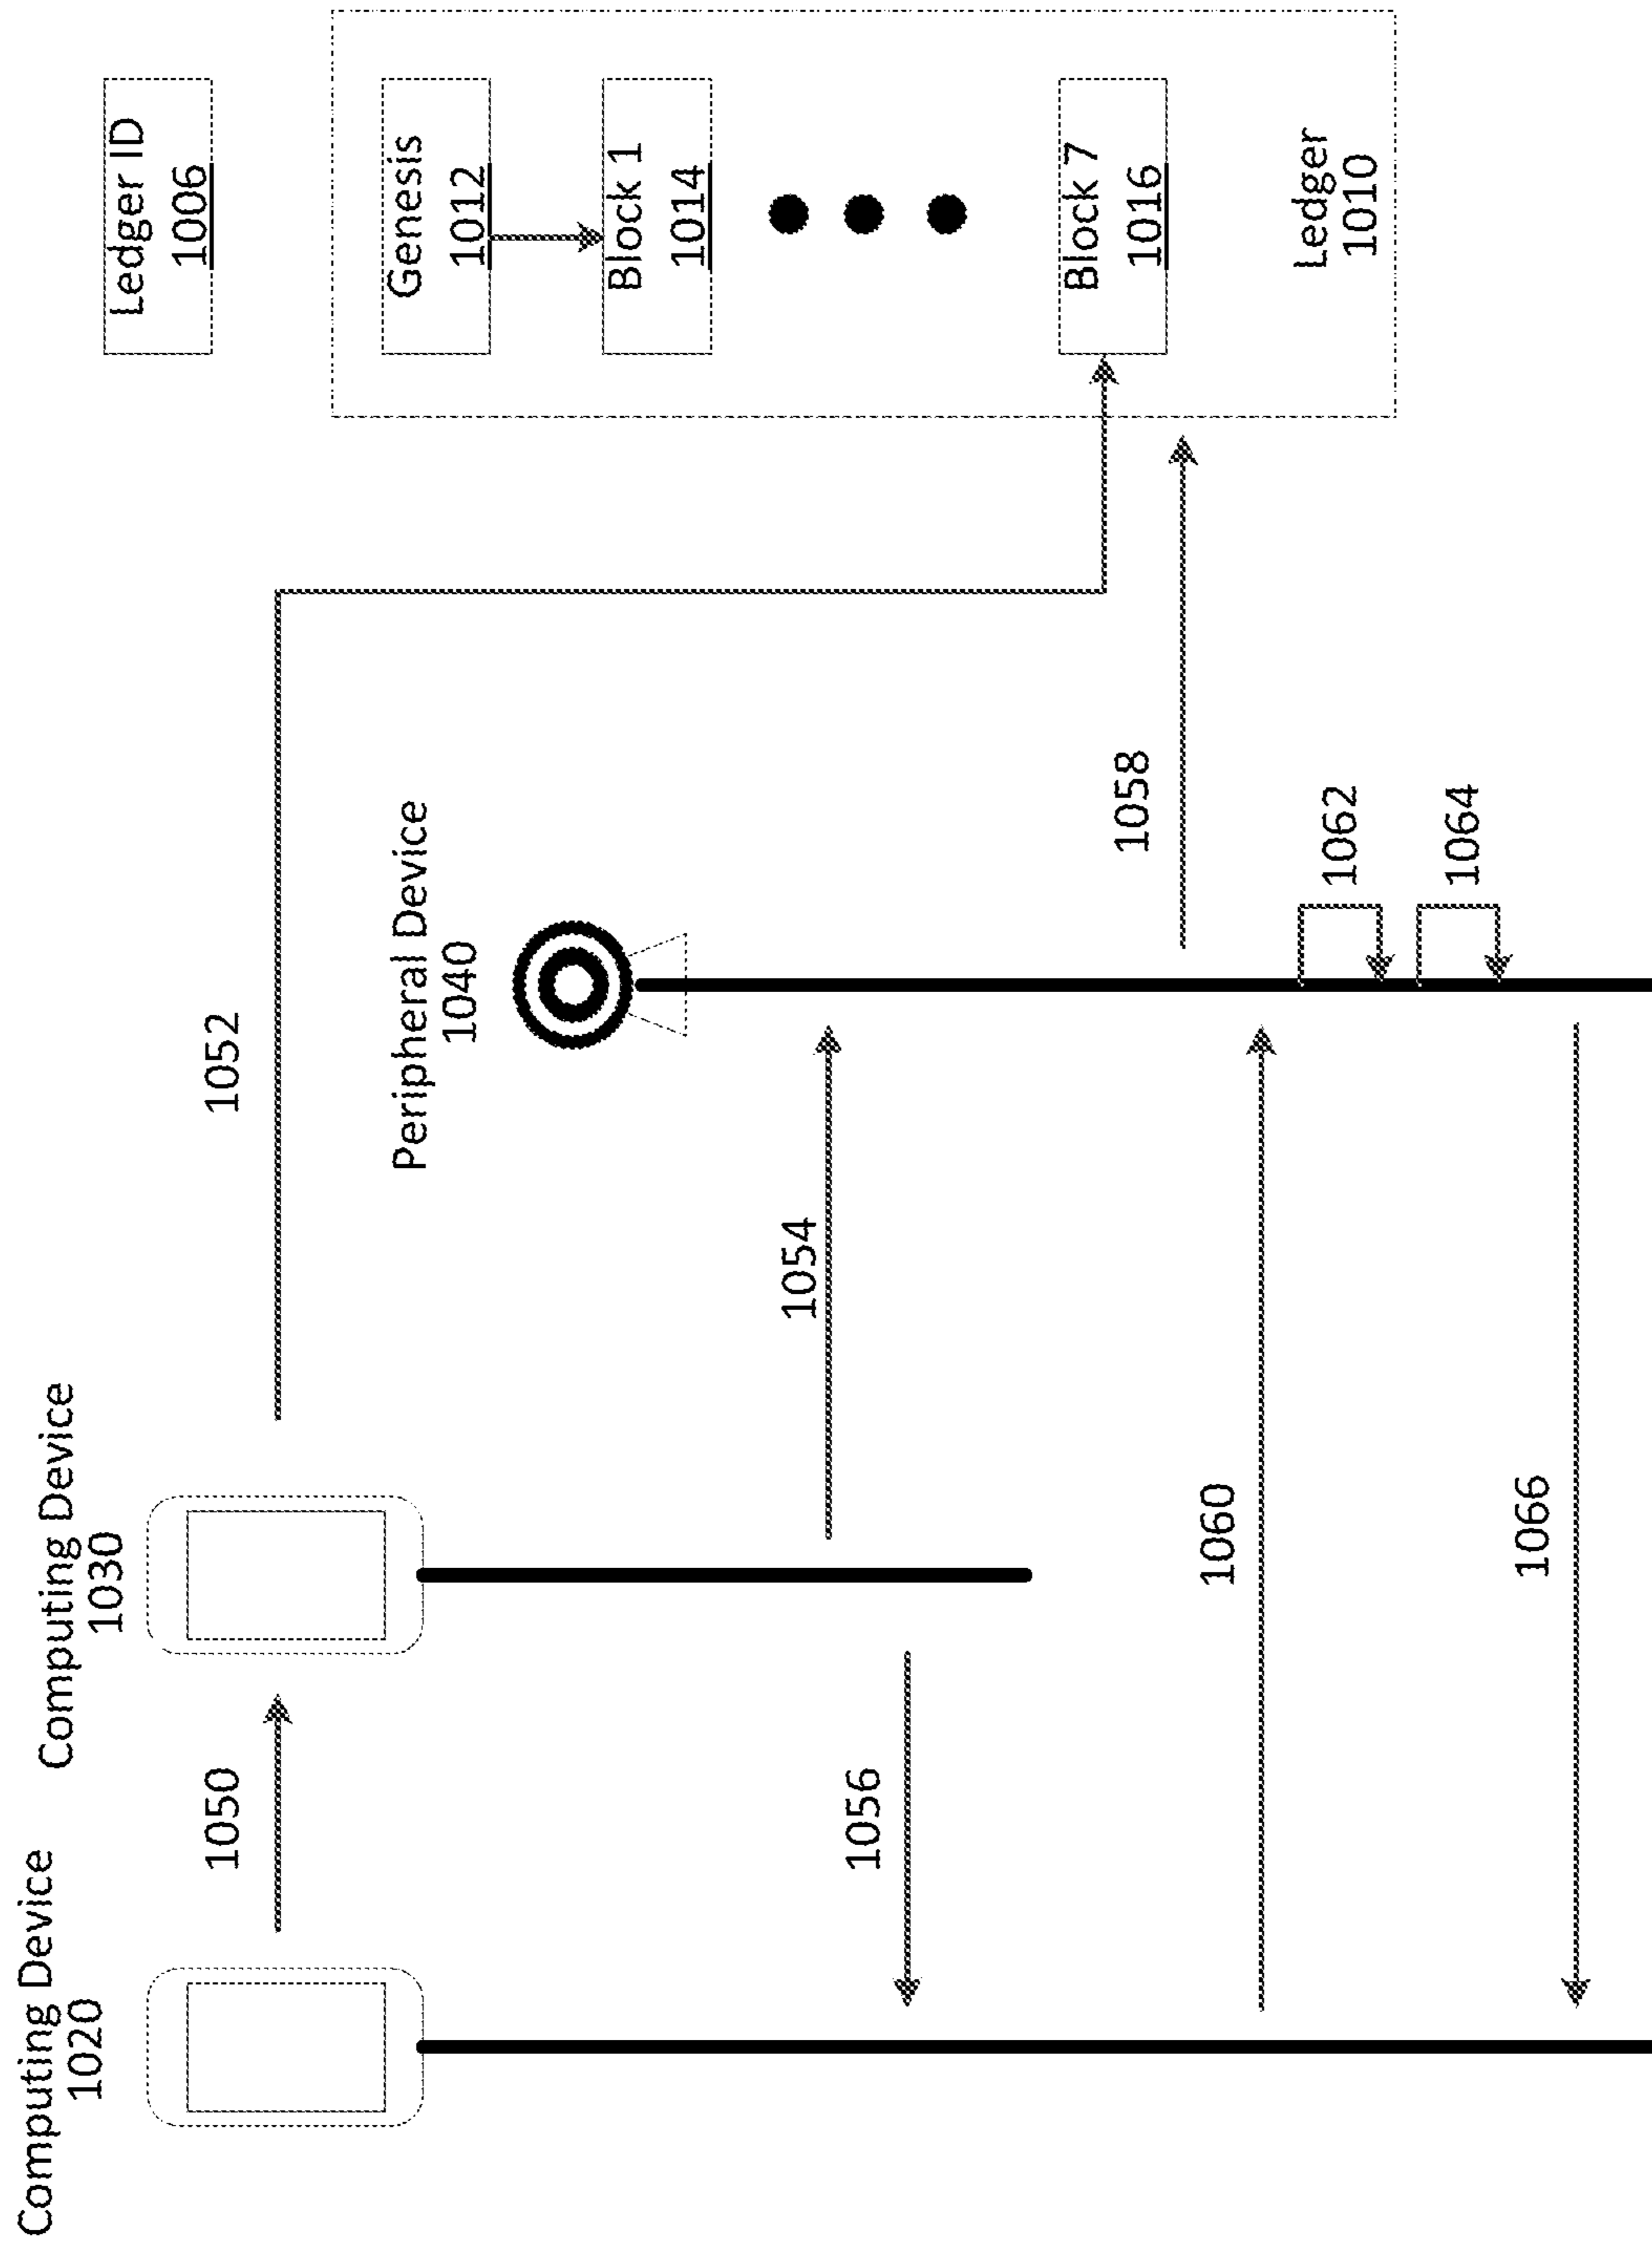 Computing Device
1020
Computing Device
1030
Peripheral Device
1040
Ledger ID
1006
Genesis
1012
Block 1
1014
Block 7
1016
Ledger
1010
1050
1052
1054
1056
1058
1060
1062
1064
1066